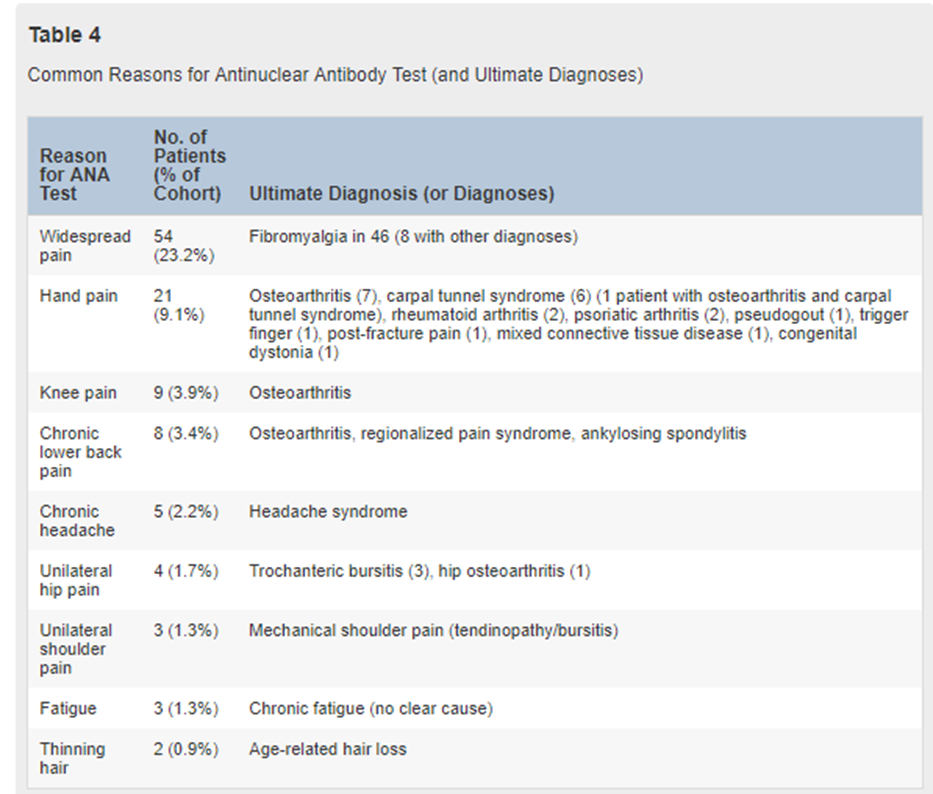 Table 4
Common Reasons for Antinuclear Antibody Test (and Ultimate Diagnoses)
Reason
for ANA
Test
No. of
Patients
(% of
Cohort)
Ultimate Diagnosis (or Diagnoses)
Widespread
pain
54
(23.2%)
Fibromyalgia in 46 (8 with other diagnoses)
Hand pain
21
(9.1%)
Osteoarthritis (7), carpal tunnel syndrome (6) (1 patient with osteoarthritis and carpal
tunnel syndrome), rheumatoid arthritis (2), psoriatic arthritis (2), pseudogout (1), trigger
finger (1), post-fracture pain (1), mixed connective tissue disease (1), congenital
dystonia (1)
Knee pain
9 (3.9%)
Osteoarthritis
Chronic
lower back
pain
8 (3.4%)
Osteoarthritis, regionalized pain syndrome, ankylosing spondylitis
Chronic
headache
5 (2.2%)
Headache syndrome
Unilateral
hip pain
4 (1.7%)
Trochanteric bursitis (3), hip osteoarthritis (1)
Unilateral
shoulder
pain
3 (1.3%)
Mechanical shoulder pain (tendinopathy/bursitis)
Fatigue
3 (1.3%)
Chronic fatigue (no clear cause)
Thinning
hair
2 (0.9%)
Age-related hair loss